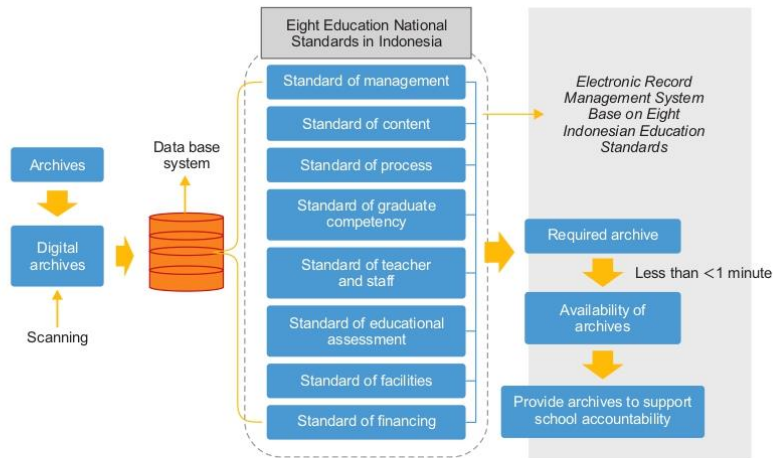 Eight Education National
Standards in Indonesia
Archives
Digital
archives
Scanning
Data base
system
Standard of management
Standard of content
Standard of process
Standard of graduate
competency
Standard of teacher
and staff
Standard of educational
assessment
Standard of facilities
Standard of financing
Electronic Record
Management System
Base on Eight
Indonesian Education
Standards
Required archive
Less than <1 minute
Availability of
archives
Provide archives to support
school accountability